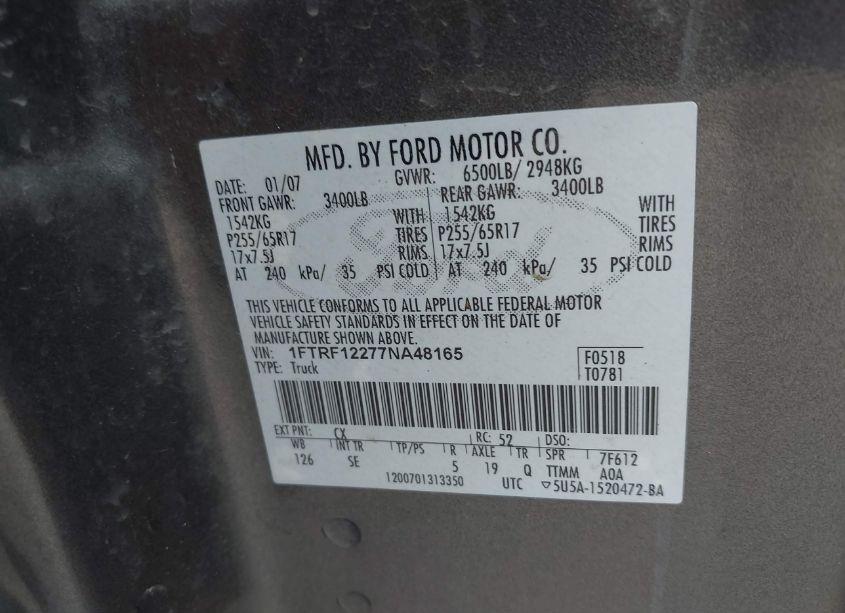 MFD. BY FORD MOTOR CO.
DATE: 01/07 GVWR: 6500LB/ 2948KG
FRONT GAWR: 3400LB REAR GAWR: 3400LB
1542KG WITH 1542KG WITH
P255/65R17 TIRES P255/65R17 TIRES
17x7.5J RIMS 17x7.5J RIMS
AT 240 kPa/ 35 PSI COLD AT 240 kPa/ 35 PSI COLD
Ford
THIS VEHICLE CONFORMS TO ALL APPLICABLE FEDERAL MOTOR
VEHICLE SAFETY STANDARDS IN EFFECT ON THE DATE OF
MANUFACTURE SHOWN ABOVE.
VIN: 1FTRF12277NA48165 F0518
TYPE: Truck T0781
EXT PNT: CX RC: 52 DSO:
WB INT TR TP/PS R AXLE TR SPR 7F612
126 SE 5 19 Q TTMM AOA
1200701313350 UTC ▽5U5A-1520472-BA